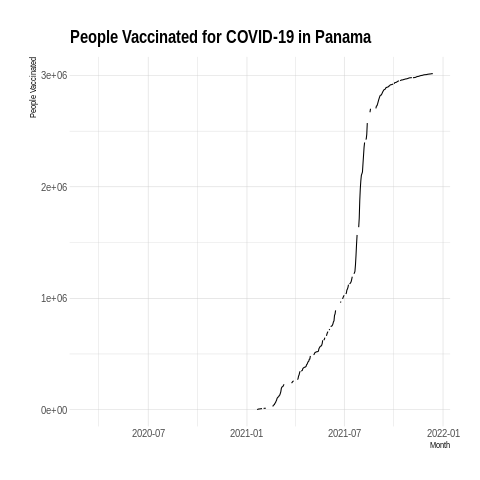 People Vaccinated for COVID-19 in Panama
People Vaccinated
3e+06
2e+06
1e+06
0e+00
2020-07
2021-01
2021-07
2022-01
Month